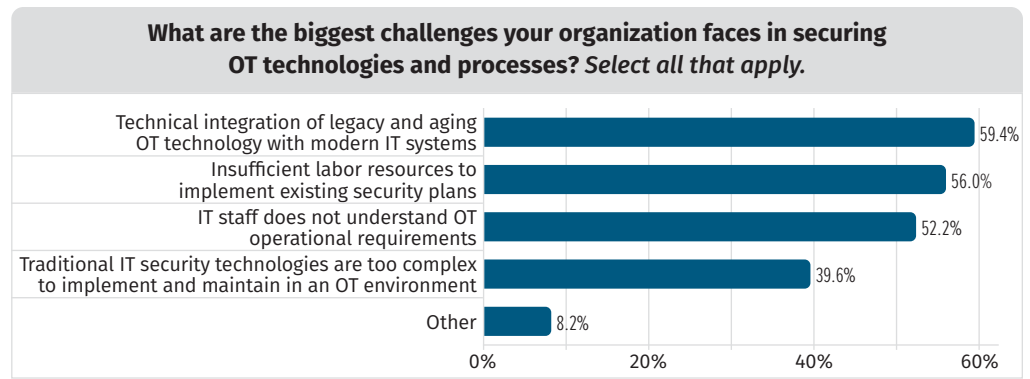 What are the biggest challenges your organization faces in securing
OT technologies and processes? Select all that apply.
Technical integration of legacy and aging
OT technology with modern IT systems
59.4%
Insufficient labor resources to
implement existing security plans
56.0%
IT staff does not understand OT
operational requirements
52.2%
Traditional IT security technologies are too complex
to implement and maintain in an OT environment
39.6%
Other
8.2%
0%
20%
40%
60%